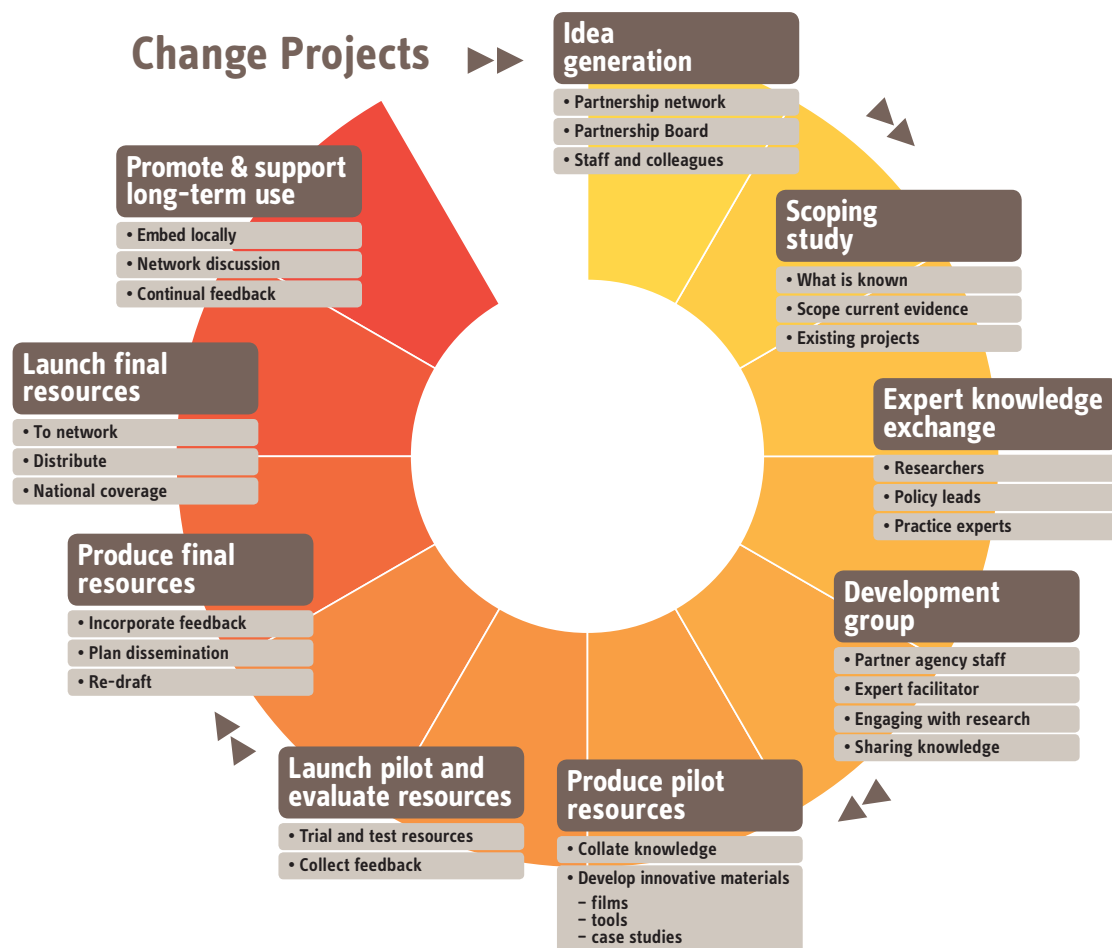 Change Projects
Idea
generation
• Partnership network
• Partnership Board
• Staff and colleagues
Scoping
study
• What is known
• Scope current evidence
• Existing projects
Expert knowledge
exchange
• Researchers
• Policy leads
• Practice experts
Development
group
• Partner agency staff
• Expert facilitator
• Engaging with research
• Sharing knowledge
Produce pilot
resources
• Collate knowledge
• Develop innovative materials
– films
– tools
– case studies
Launch pilot and
evaluate resources
• Trial and test resources
• Collect feedback
Produce final
resources
• Incorporate feedback
• Plan dissemination
• Re-draft
Launch final
resources
• To network
• Distribute
• National coverage
Promote & support
long-term use
• Embed locally
• Network discussion
• Continual feedback